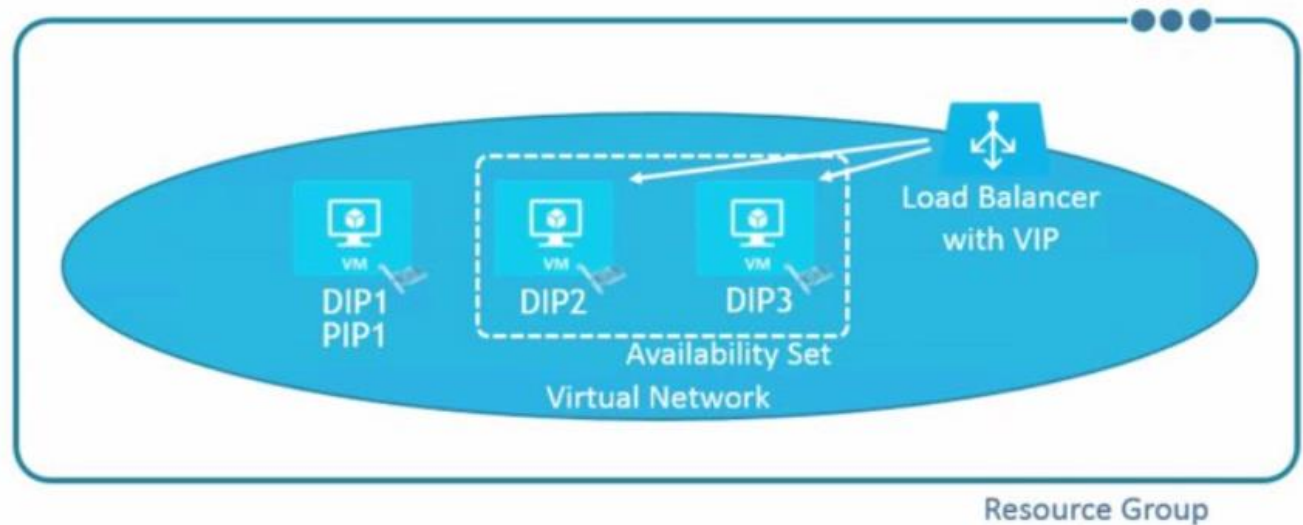 Load Balancer
with VIP
VM
VM
VM
DIP1
PIP1
DIP2
DIP3
Availability Set
Virtual Network
Resource Group